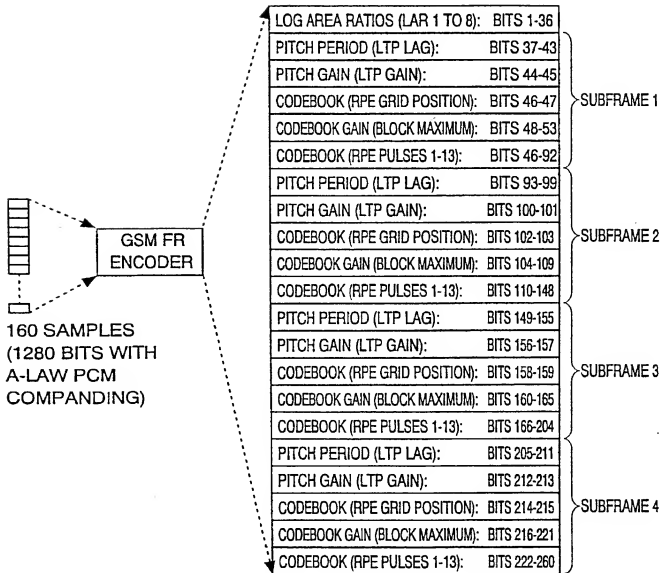 LOG AREA RATIOS (LAR 1 TO 8): BITS 1-36
PITCH PERIOD (LTP LAG): BITS 37-43
PITCH GAIN (LTP GAIN): BITS 44-45
CODEBOOK (RPE GRID POSITION): BITS 46-47
CODEBOOK GAIN (BLOCK MAXIMUM): BITS 48-53
CODEBOOK (RPE PULSES 1-13): BITS 46-92
SUBFRAME 1
PITCH PERIOD (LTP LAG): BITS 93-99
PITCH GAIN (LTP GAIN): BITS 100-101
CODEBOOK (RPE GRID POSITION): BITS 102-103
CODEBOOK GAIN (BLOCK MAXIMUM): BITS 104-109
CODEBOOK (RPE PULSES 1-13): BITS 110-148
SUBFRAME 2
PITCH PERIOD (LTP LAG): BITS 149-155
PITCH GAIN (LTP GAIN): BITS 156-157
CODEBOOK (RPE GRID POSITION): BITS 158-159
CODEBOOK GAIN (BLOCK MAXIMUM): BITS 160-165
CODEBOOK (RPE PULSES 1-13): BITS 166-204
SUBFRAME 3
PITCH PERIOD (LTP LAG): BITS 205-211
PITCH GAIN (LTP GAIN): BITS 212-213
CODEBOOK (RPE GRID POSITION): BITS 214-215
CODEBOOK GAIN (BLOCK MAXIMUM): BITS 216-221
CODEBOOK (RPE PULSES 1-13): BITS 222-260
SUBFRAME 4
GSM FR
ENCODER
160 SAMPLES
(1280 BITS WITH
A-LAW PCM
COMPANDING)